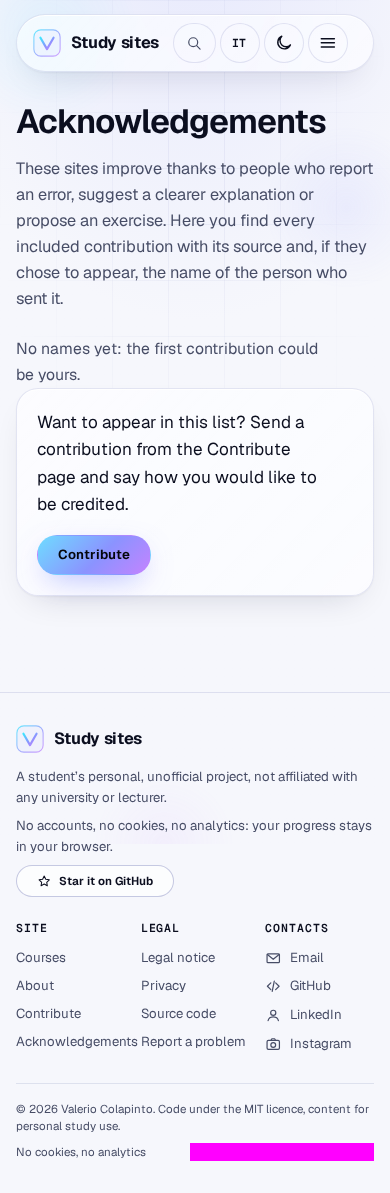 Study sites
IT
Acknowledgements
These sites improve thanks to people who report
an error, suggest a clearer explanation or
propose an exercise. Here you find every
included contribution with its source and, if they
chose to appear, the name of the person who
sent it.
No names yet: the first contribution could
be yours.
Want to appear in this list? Send a
contribution from the Contribute
page and say how you would like to
be credited.
Contribute
Study sites
A student's personal, unofficial project, not affiliated with
any university or lecturer.
No accounts, no cookies, no analytics: your progress stays
in your browser.
Star it on GitHub
SITE
Courses
About
Contribute
Acknowledgements
LEGAL
Legal notice
Privacy
Source code
Report a problem
CONTACTS
Email
GitHub
LinkedIn
Instagram
© 2026 Valerio Colapinto. Code under the MIT licence, content for
personal study use.
No cookies, no analytics